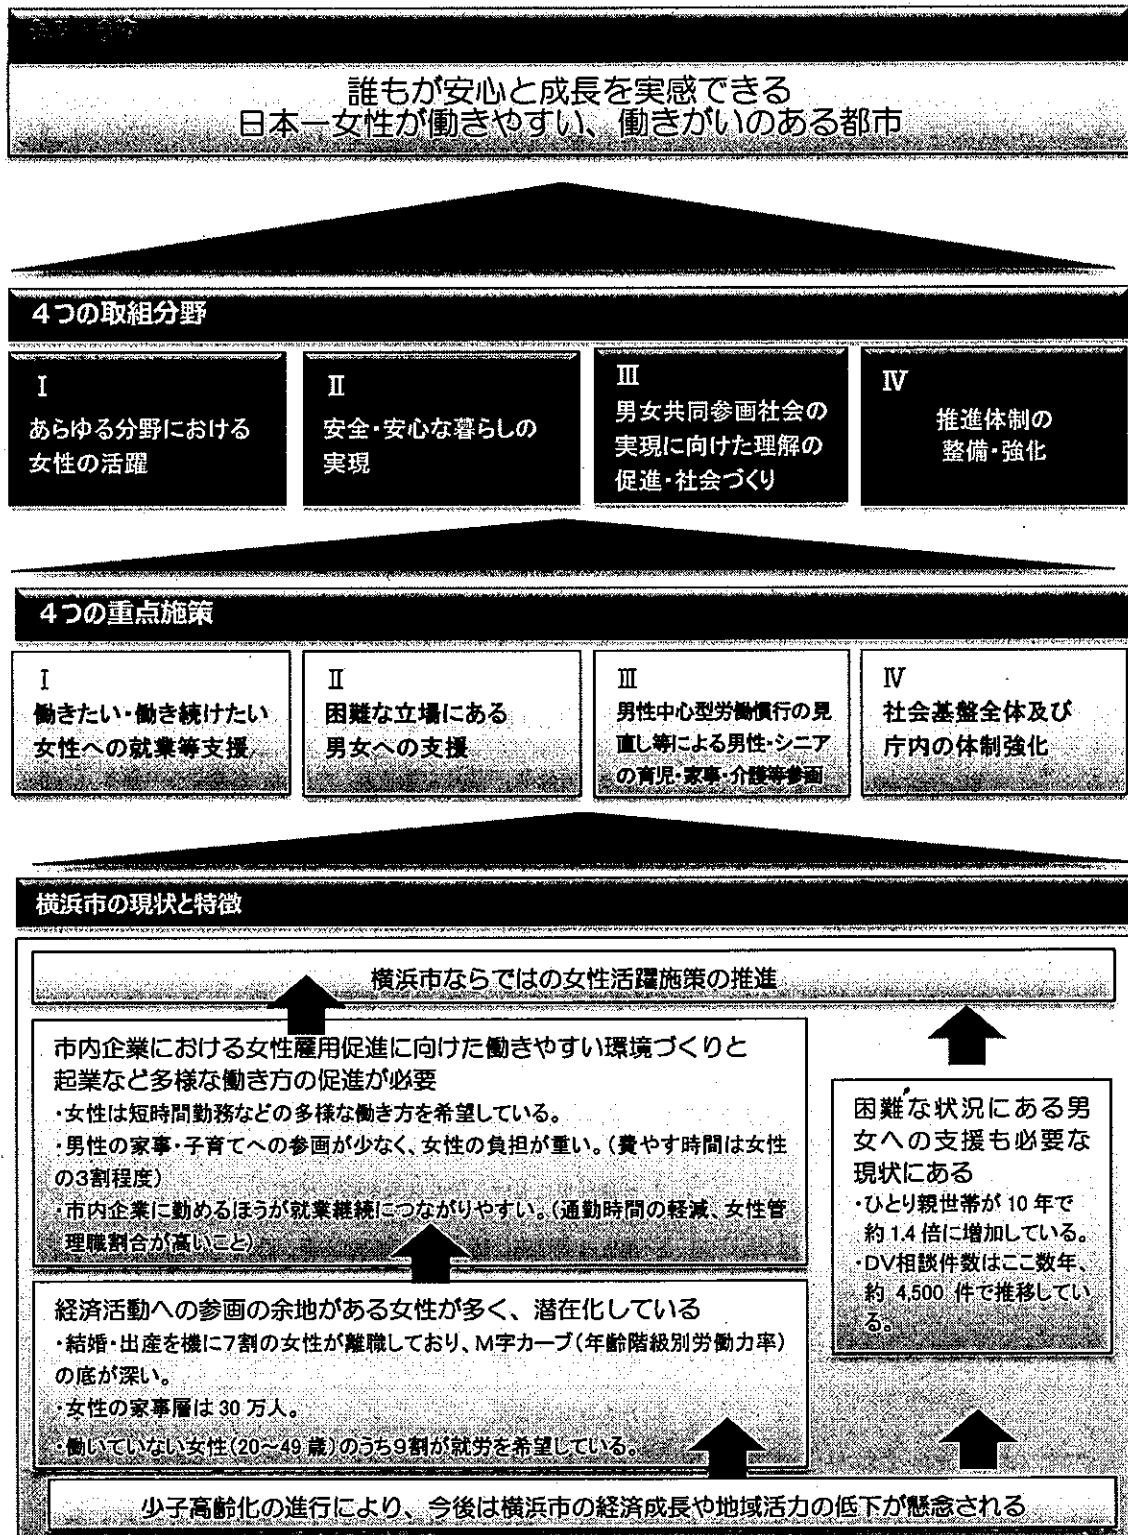 誰もが安心と成長を実感できる
日本一女性が働きやすい、働きがいのある都市
4つの取組分野
Ⅰ
あらゆる分野における
女性の活躍
Ⅱ
安全・安心な暮らしの
実現
Ⅲ
男女共同参画社会の
実現に向けた理解の
促進・社会づくり
Ⅳ
推進体制の
整備・強化
4つの重点施策
Ⅰ
働きたい・働き続けたい
女性への就業等支援
Ⅱ
困難な立場にある
男女への支援
Ⅲ
男性中心型労働慣行の見
直し等による男性・シニア
の育児・家事・介護等参画
Ⅳ
社会基盤全体及び
庁内の体制強化
横浜市の現状と特徴
横浜市ならではの女性活躍施策の推進
市内企業における女性雇用促進に向けた働きやすい環境づくりと
起業など多様な働き方の促進が必要
・女性は短時間勤務などの多様な働き方を希望している。
・男性の家事・子育てへの参画が少なく、女性の負担が重い。(費やす時間は女性
の3割程度)
・市内企業に勤めるほうが就業継続につながりやすい。(通勤時間の軽減、女性管
理職割合が高いこと)
困難な状況にある男
女への支援も必要な
現状にある
・ひとり親世帯が 10 年で
約 1.4 倍に増加している。
・DV相談件数はここ数年、
約 4,500 件で推移してい
る。
経済活動への参画の余地がある女性が多く、潜在化している
・結婚・出産を機に7割の女性が離職しており、M字カーブ(年齢階級別労働力率)
の底が深い。
・女性の家事層は 30 万人。
・働いていない女性(20～49 歳)のうち9割が就労を希望している。
少子高齢化の進行により、今後は横浜市の経済成長や地域活力の低下が懸念される